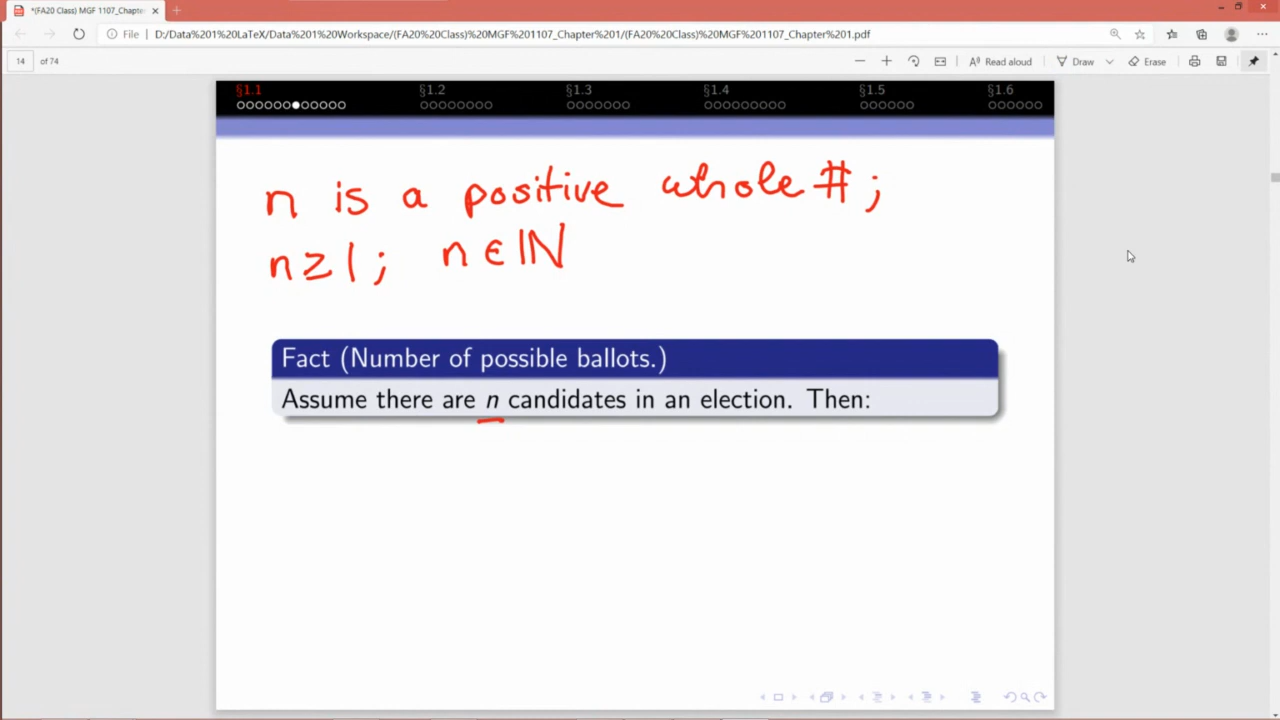 *(FA20 Class) MGF 1107_Chapte
File
D:/Data%201%20LaTeX/Data%201%20Workspace/(FA20%20Class)%20MGF%201107_Chapter%201/(FA20%20Class)%20MGF%201107_Chapter%201.pdf
14 of 74
Read aloud
Draw
Erase
§1.1 §1.2 §1.3 §1.4 §1.5 §1.6
n is a positive whole #;
n ≥ 1; n ∈ ℕ
Fact (Number of possible ballots.)
Assume there are n candidates in an election. Then: